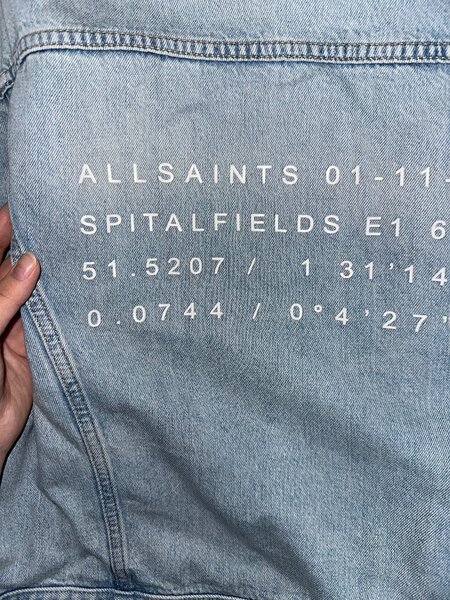 ALLSAINTS 01-11-
SPITALFIELDS E1 6
51.5207 / 1 31'14
0.0744 / 0°4'27'